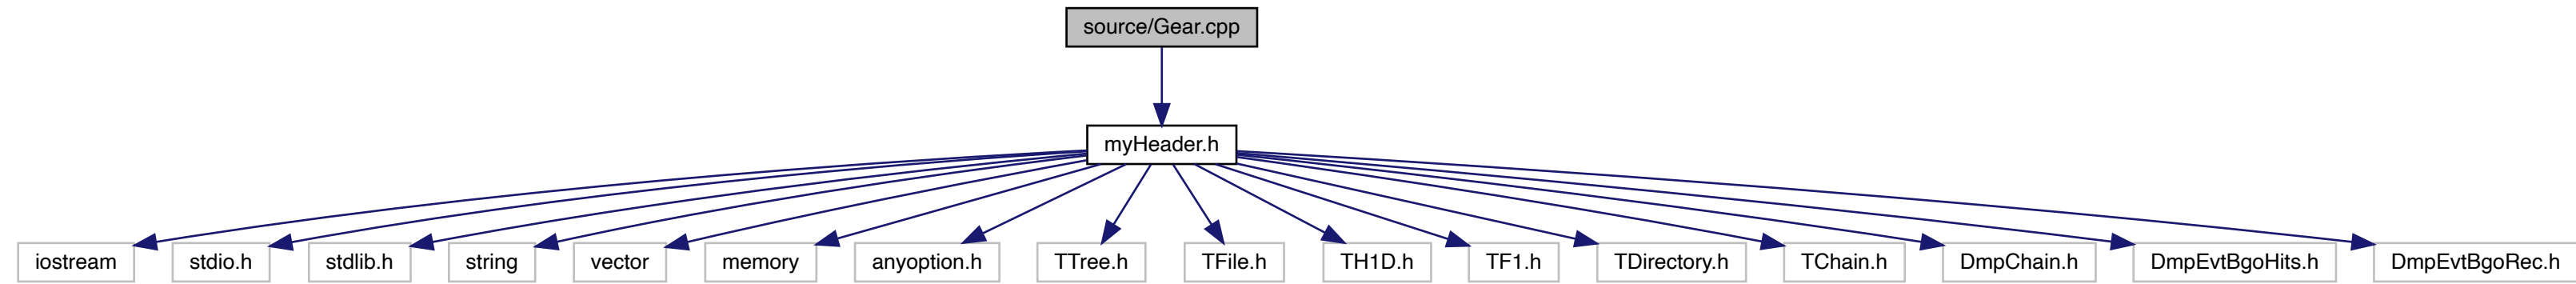 source/Gear.cpp
myHeader.h
iostream stdio.h stdlib.h string vector memory anyoption.h TTree.h TFile.h TH1D.h TF1.h TDirectory.h TChain.h DmpChain.h DmpEvtBgoHits.h DmpEvtBgoRec.h